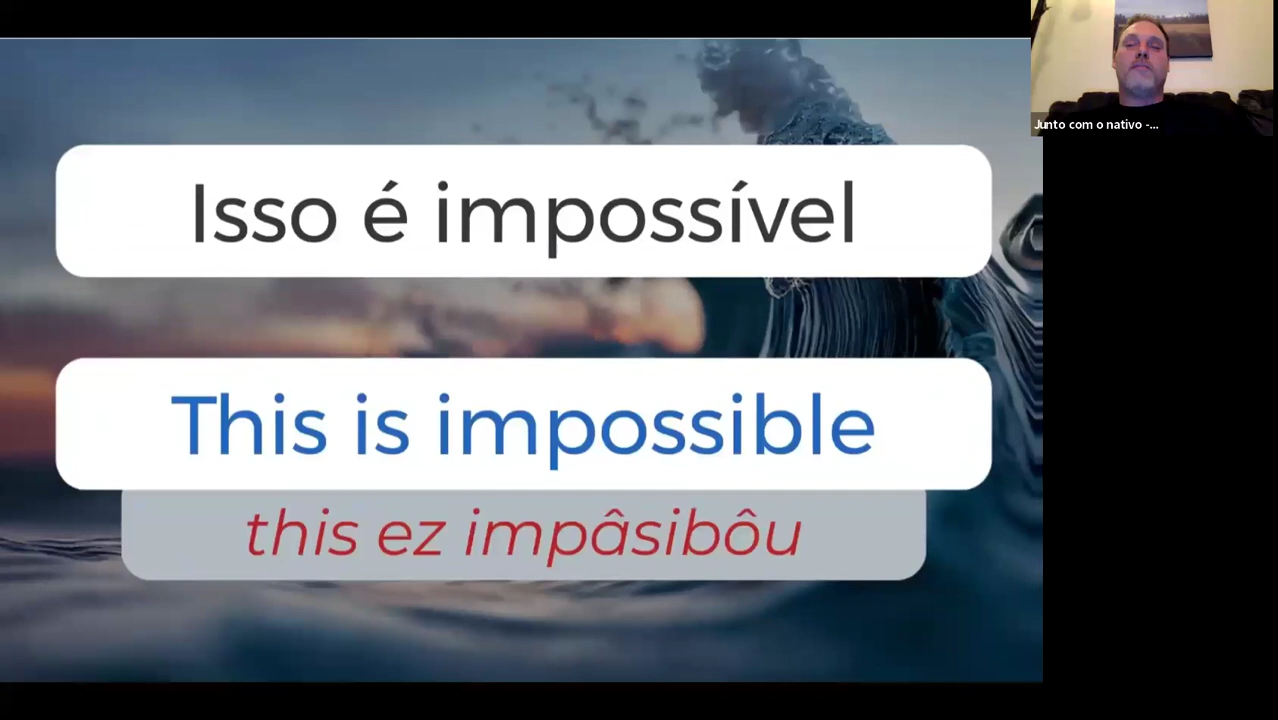 Isso é impossível
This is impossible
this ez impâsibôu
Junto com o nativo -...